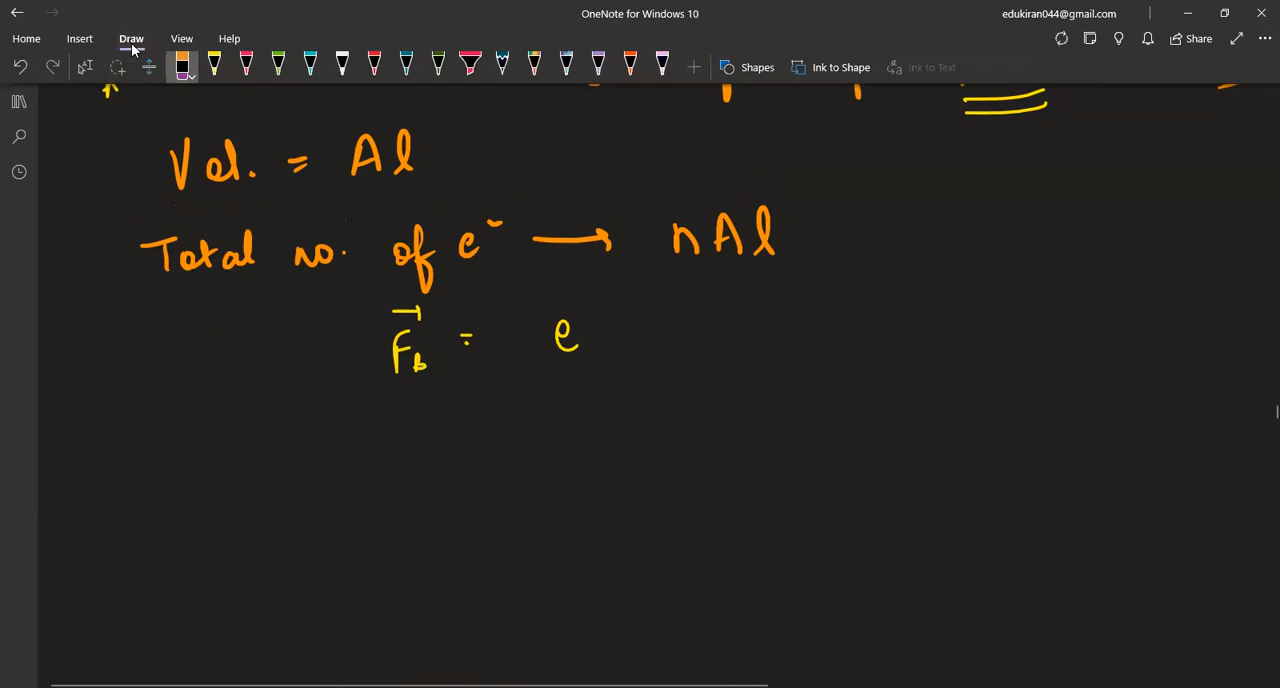 OneNote for Windows 10
edukiran044@gmail.com
Home Insert Draw View Help
Share
Shapes
Ink to Shape
Ink to Text
Vol. = Al
Total no. of e⁻ → nAl
F⃗_B = e